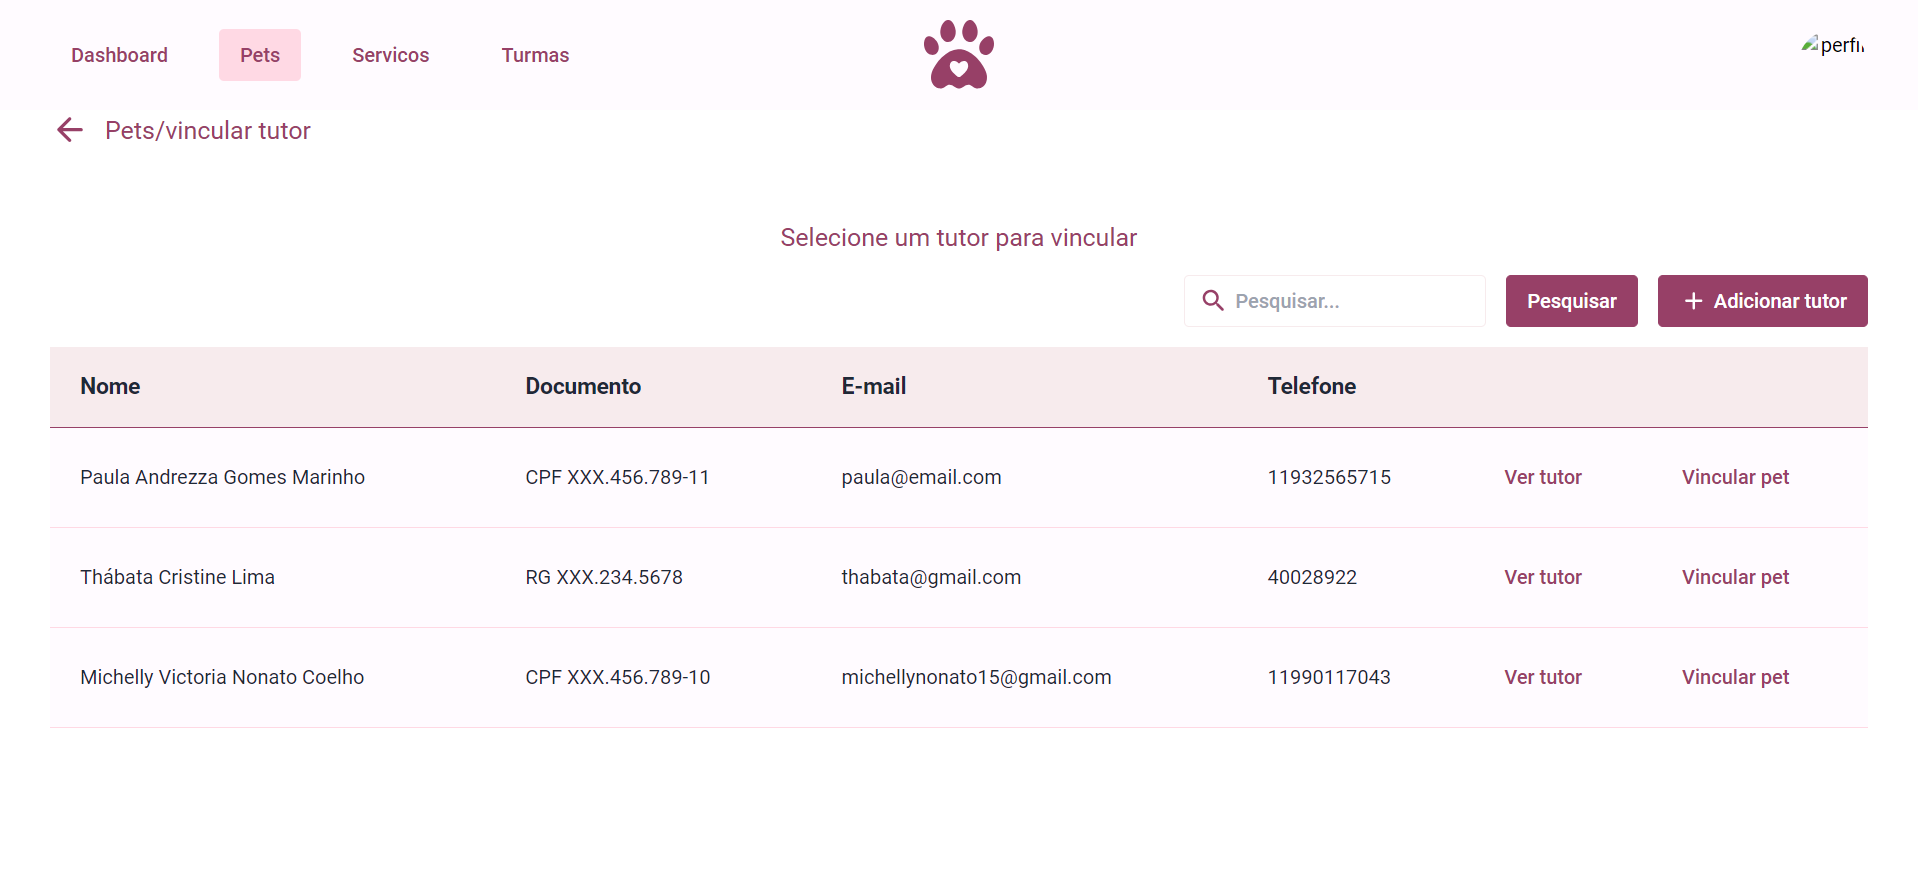 Dashboard Pets Servicos Turmas
Pets/vincular tutor
Selecione um tutor para vincular
Pesquisar... Pesquisar + Adicionar tutor
Nome Documento E-mail Telefone
Paula Andrezza Gomes Marinho CPF XXX.456.789-11 paula@email.com 11932565715 Ver tutor Vincular pet
Thábata Cristine Lima RG XXX.234.5678 thabata@gmail.com 40028922 Ver tutor Vincular pet
Michelly Victoria Nonato Coelho CPF XXX.456.789-10 michellynonato15@gmail.com 11990117043 Ver tutor Vincular pet